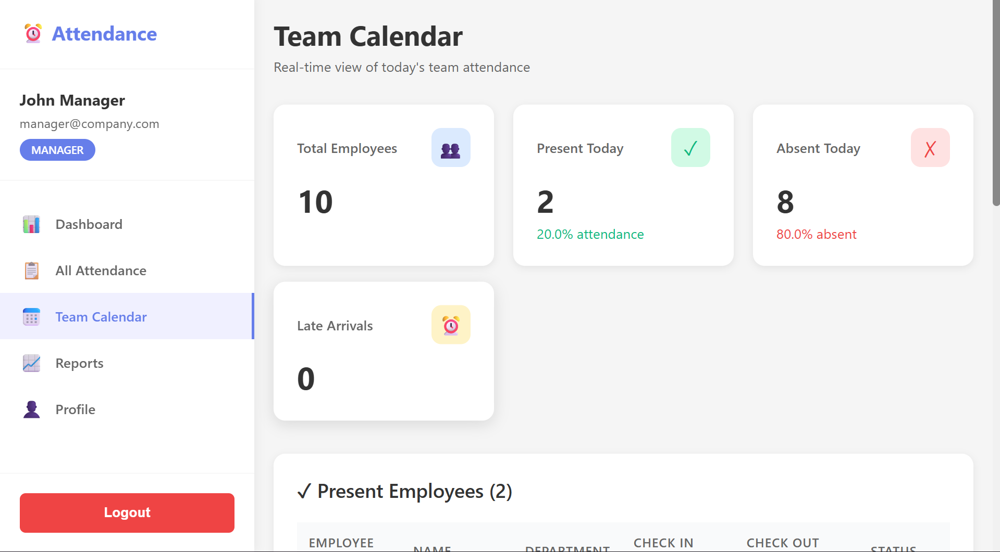 Attendance
John Manager
manager@company.com
MANAGER
Dashboard
All Attendance
Team Calendar
Reports
Profile
Logout
Team Calendar
Real-time view of today's team attendance
Total Employees
10
Present Today
✓
2
20.0% attendance
Absent Today
✗
8
80.0% absent
Late Arrivals
0
✓ Present Employees (2)
EMPLOYEE
NAME
DEPARTMENT
CHECK IN
CHECK OUT
STATUS